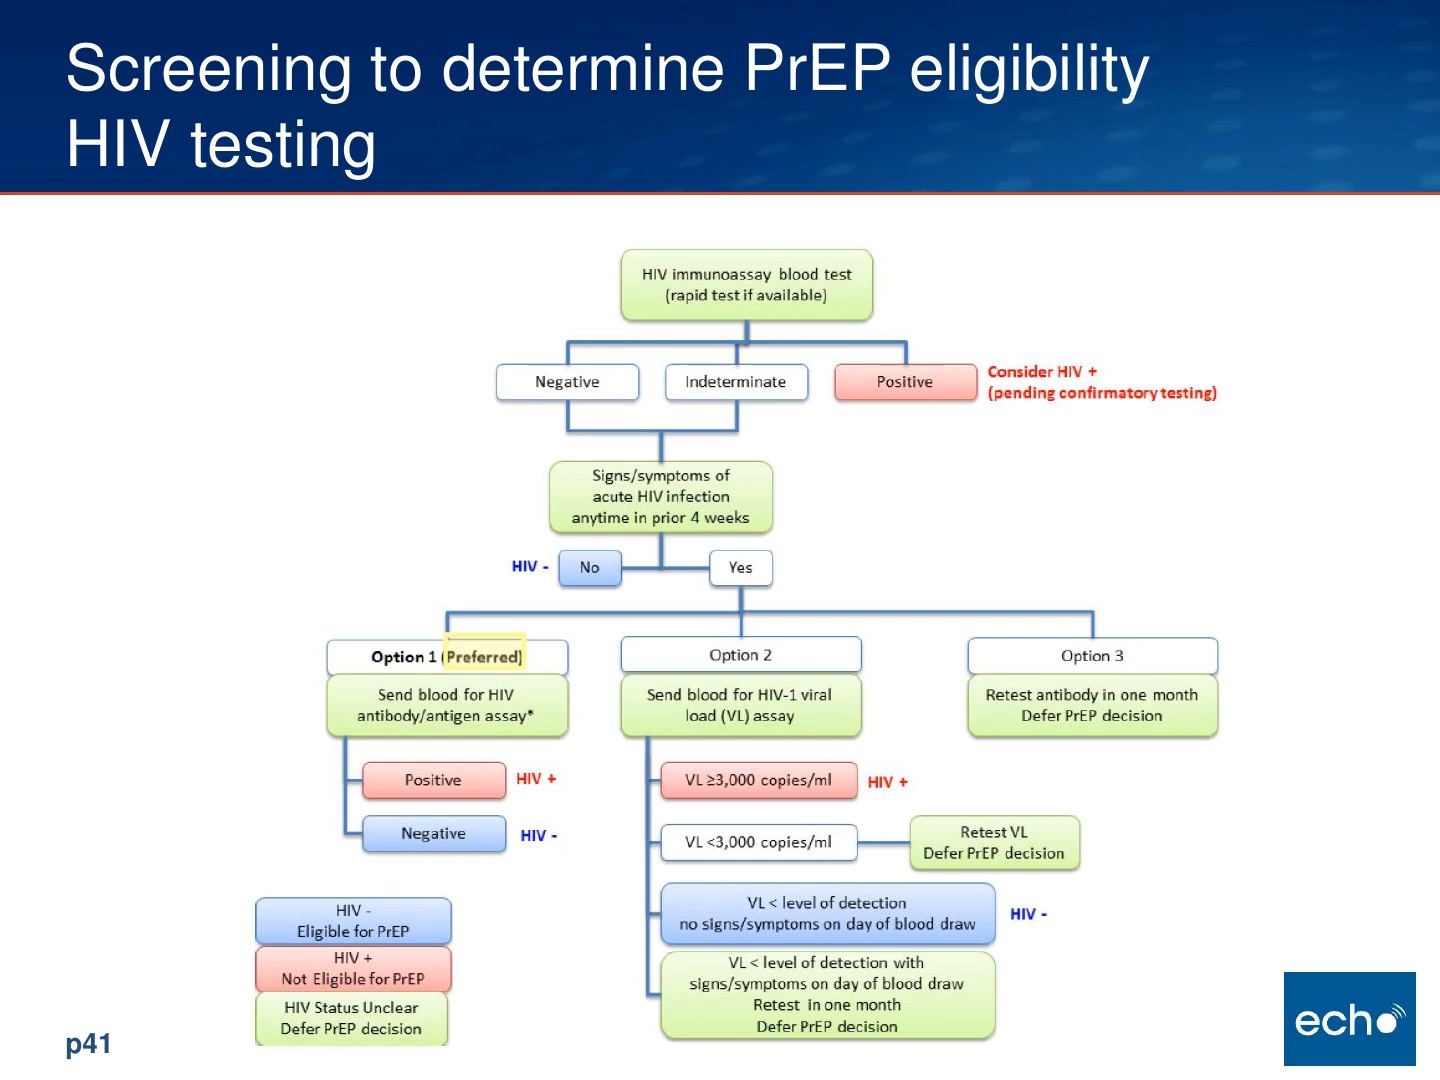 Screening to determine PrEP eligibility
HIV testing
HIV immunoassay blood test
(rapid test if available)
Negative
Indeterminate
Positive
Consider HIV +
(pending confirmatory testing)
Signs/symptoms of
acute HIV infection
anytime in prior 4 weeks
HIV -
No
Yes
Option 1 (Preferred)
Send blood for HIV
antibody/antigen assay*
Positive
HIV +
Negative
HIV -
Option 2
Send blood for HIV-1 viral
load (VL) assay
VL ≥3,000 copies/ml
HIV +
VL <3,000 copies/ml
Retest VL
Defer PrEP decision
VL < level of detection
no signs/symptoms on day of blood draw
HIV -
VL < level of detection with
signs/symptoms on day of blood draw
Retest in one month
Defer PrEP decision
Option 3
Retest antibody in one month
Defer PrEP decision
HIV -
Eligible for PrEP
HIV +
Not Eligible for PrEP
HIV Status Unclear
Defer PrEP decision
p41
echo